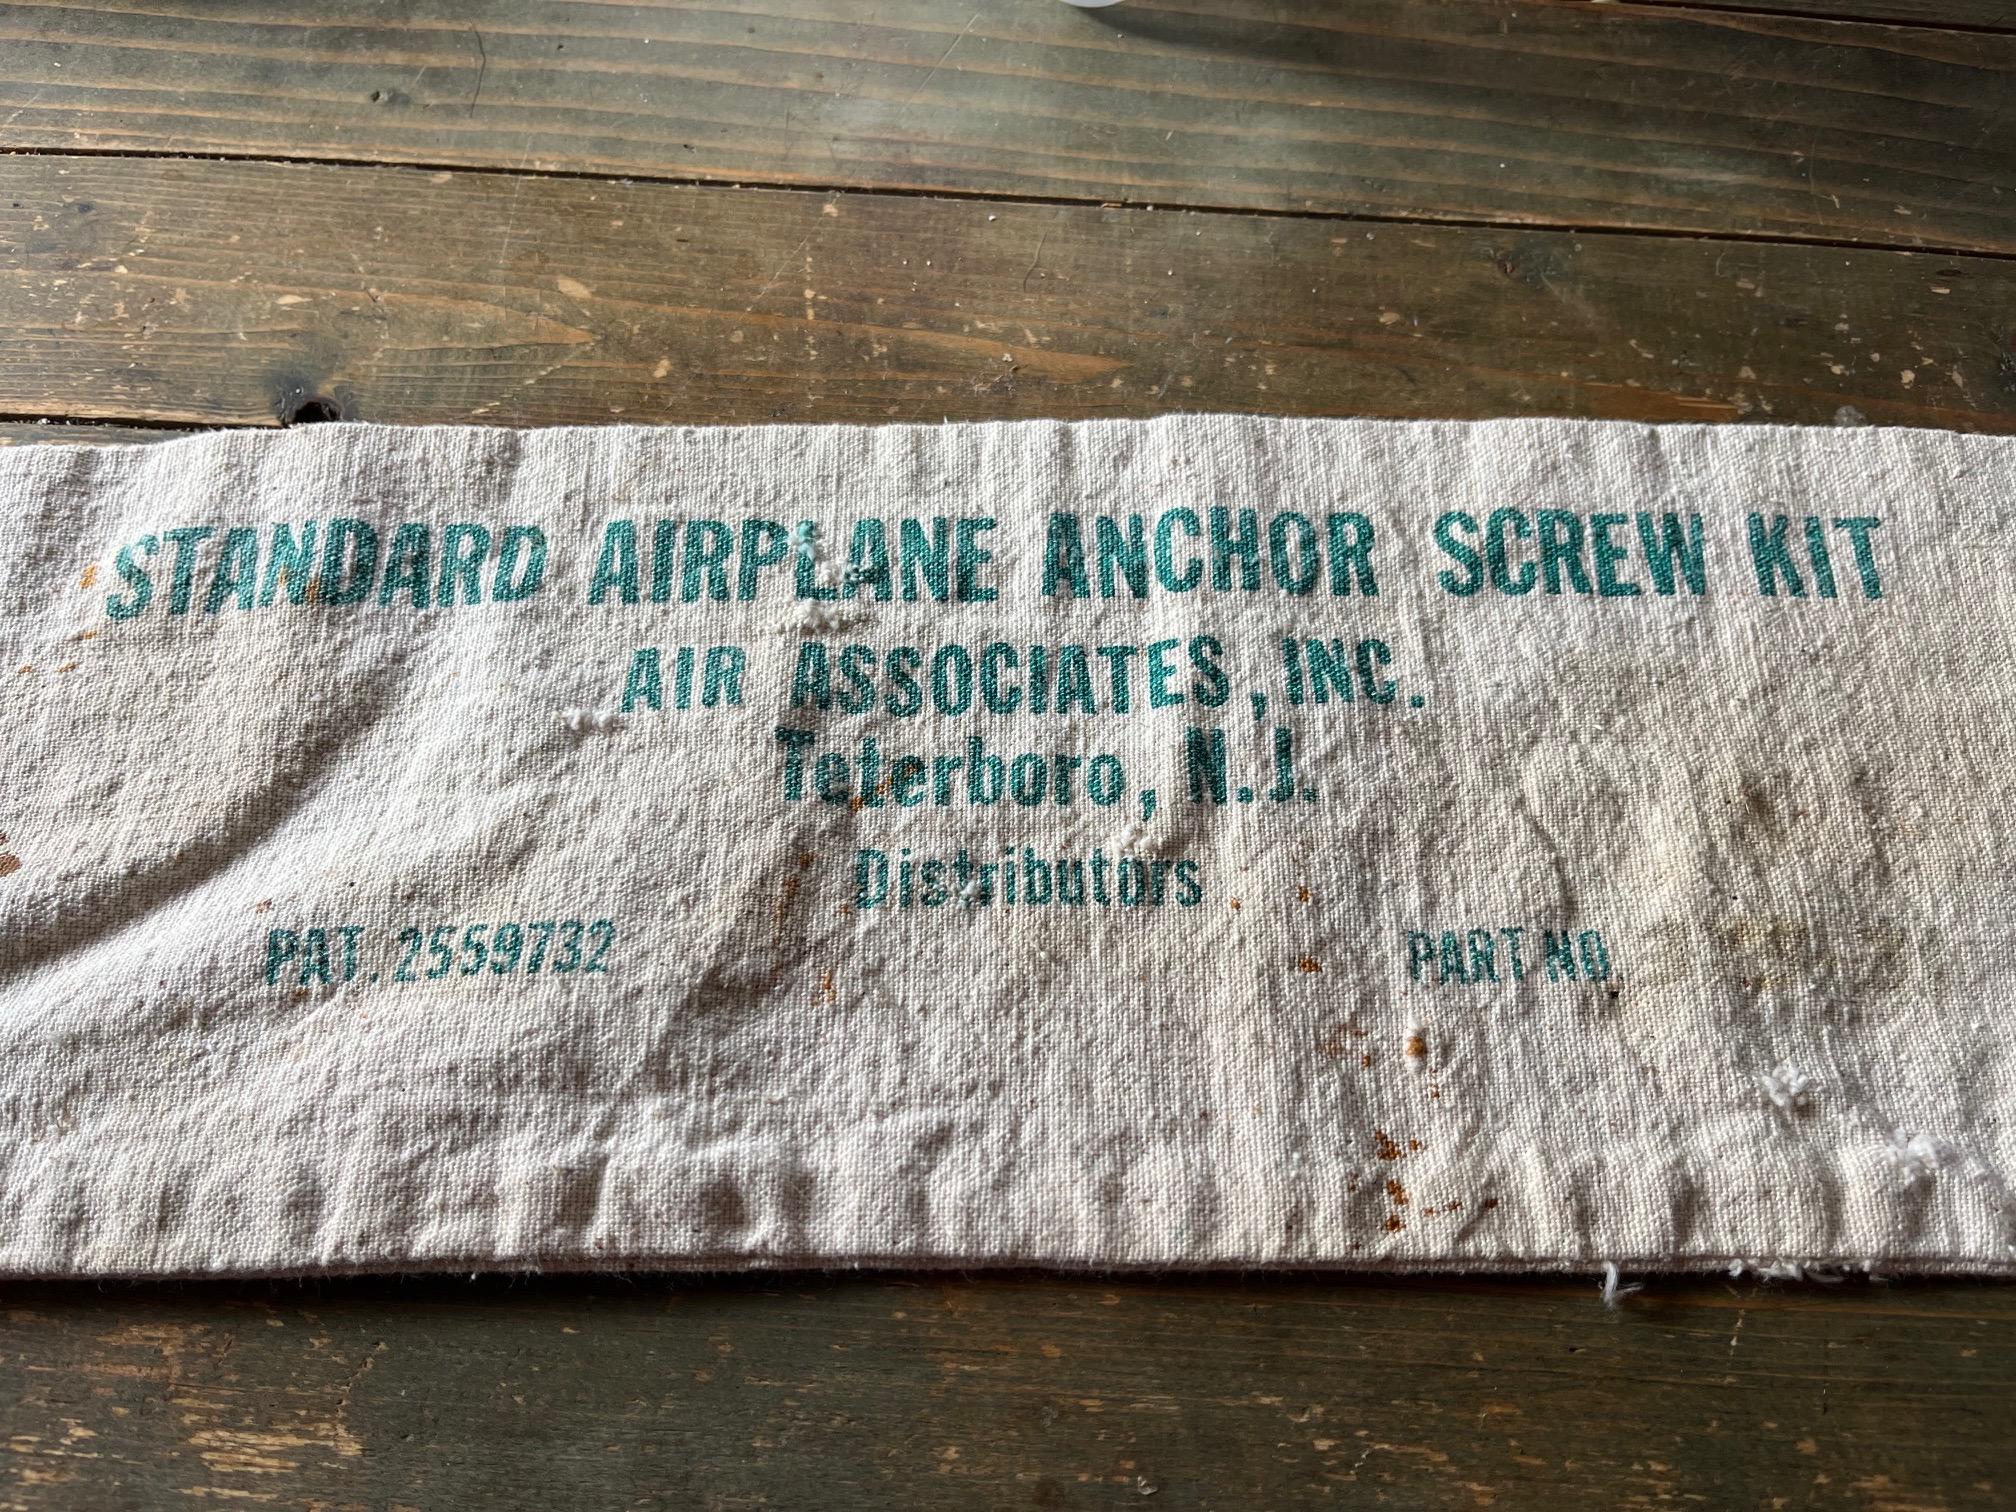 STANDARD AIRPLANE ANCHOR SCREW KIT
AIR ASSOCIATES, INC.
Teterboro, N.J.
Distributors
PAT. 2559732 PART NO.